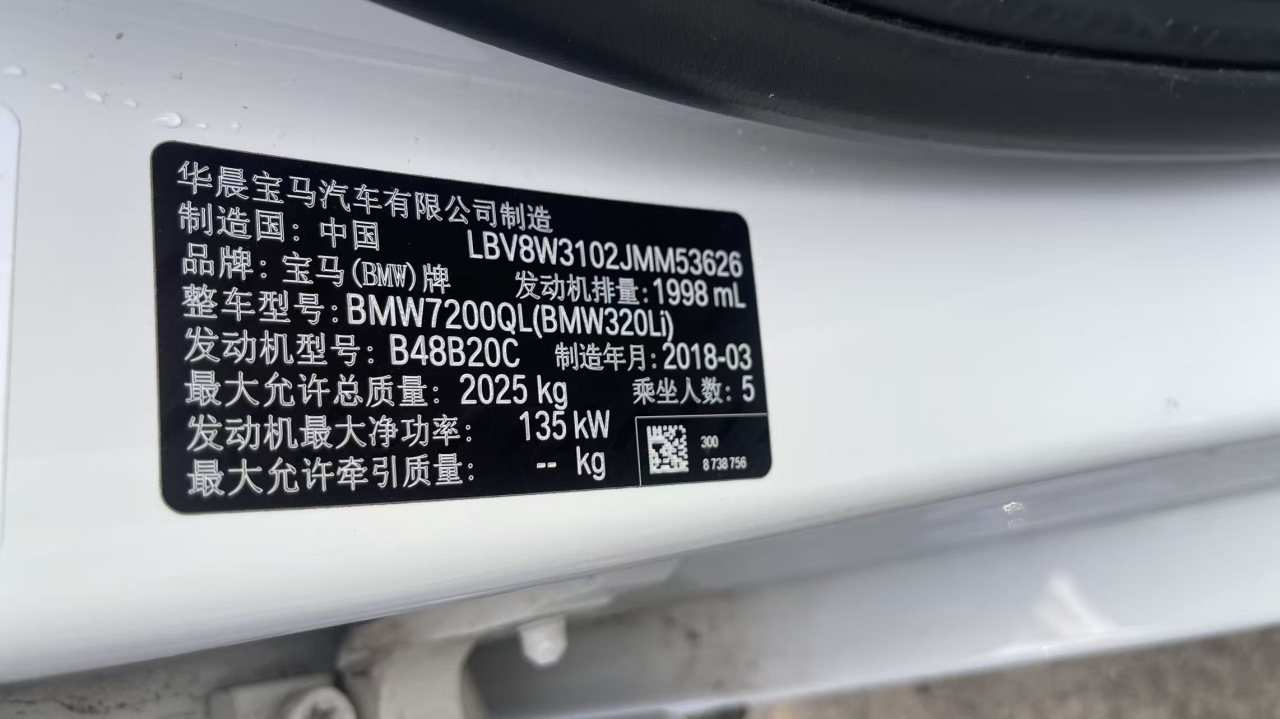 华晨宝马汽车有限公司制造
制造国：中国 LBV8W3102JMM53626
品牌：宝马(BMW)牌 发动机排量：1998 mL
整车型号：BMW7200QL(BMW320Li)
发动机型号：B48B20C 制造年月：2018-03
最大允许总质量：2025 kg 乘坐人数：5
发动机最大净功率：135 kW
最大允许牵引质量：-- kg
300
8 738 756